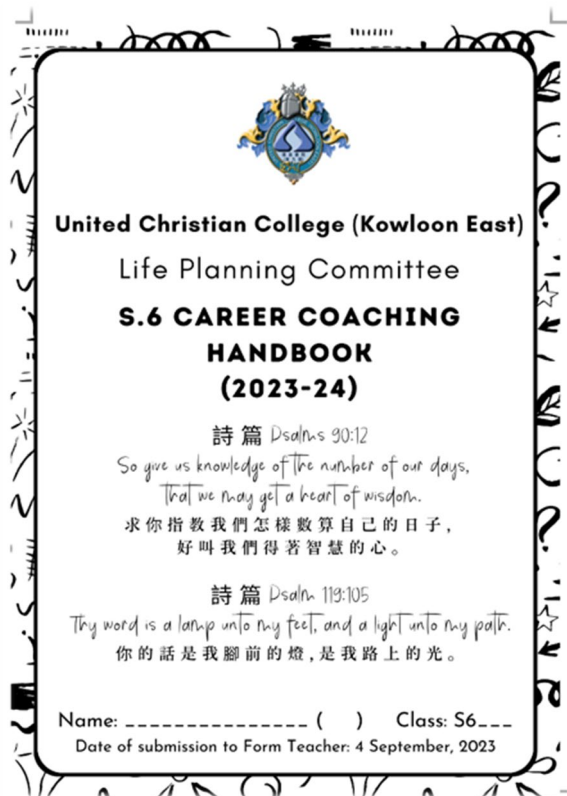 United Christian College (Kowloon East)
Life Planning Committee
S.6 CAREER COACHING
HANDBOOK
(2023-24)
詩篇 Psalms 90:12
So give us knowledge of the number of our days,
that we may get a heart of wisdom.
求你指教我們怎樣數算自己的日子,
好叫我們得著智慧的心。
詩篇 Psalm 119:105
Thy word is a lamp unto my feet, and a light unto my path.
你的話是我腳前的燈,是我路上的光。
Name: ________________ ( ) Class: S6___
Date of submission to Form Teacher: 4 September, 2023